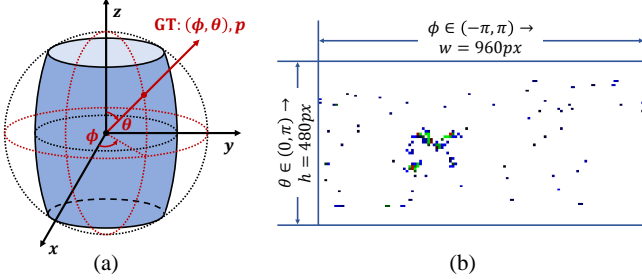 z
GT: (ϕ, θ), p
ϕ
θ
y
x
(a)
ϕ ∈ (−π, π) →
w = 960px
θ ∈ (0, π) →
h = 480px
(b)